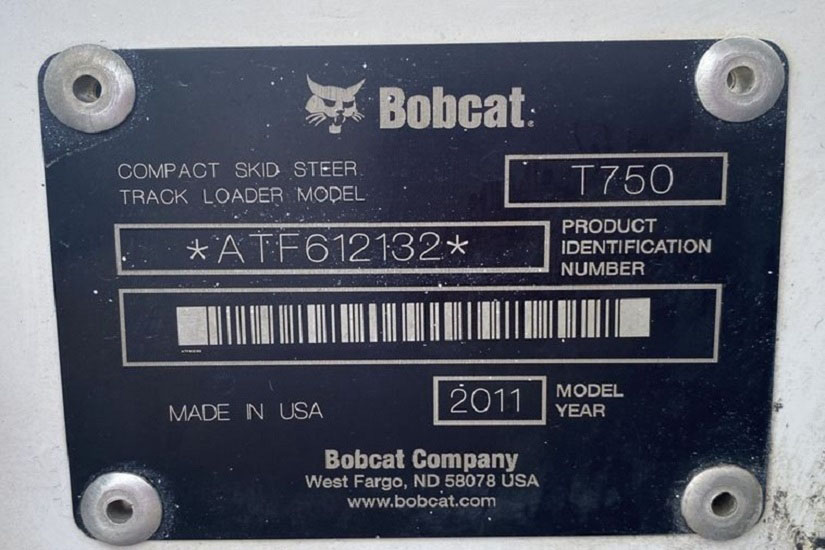 Bobcat.
COMPACT SKID STEER
TRACK LOADER MODEL
T750
*ATF612132*
PRODUCT
IDENTIFICATION
NUMBER
MADE IN USA
2011
MODEL
YEAR
Bobcat Company
West Fargo, ND 58078 USA
www.bobcat.com